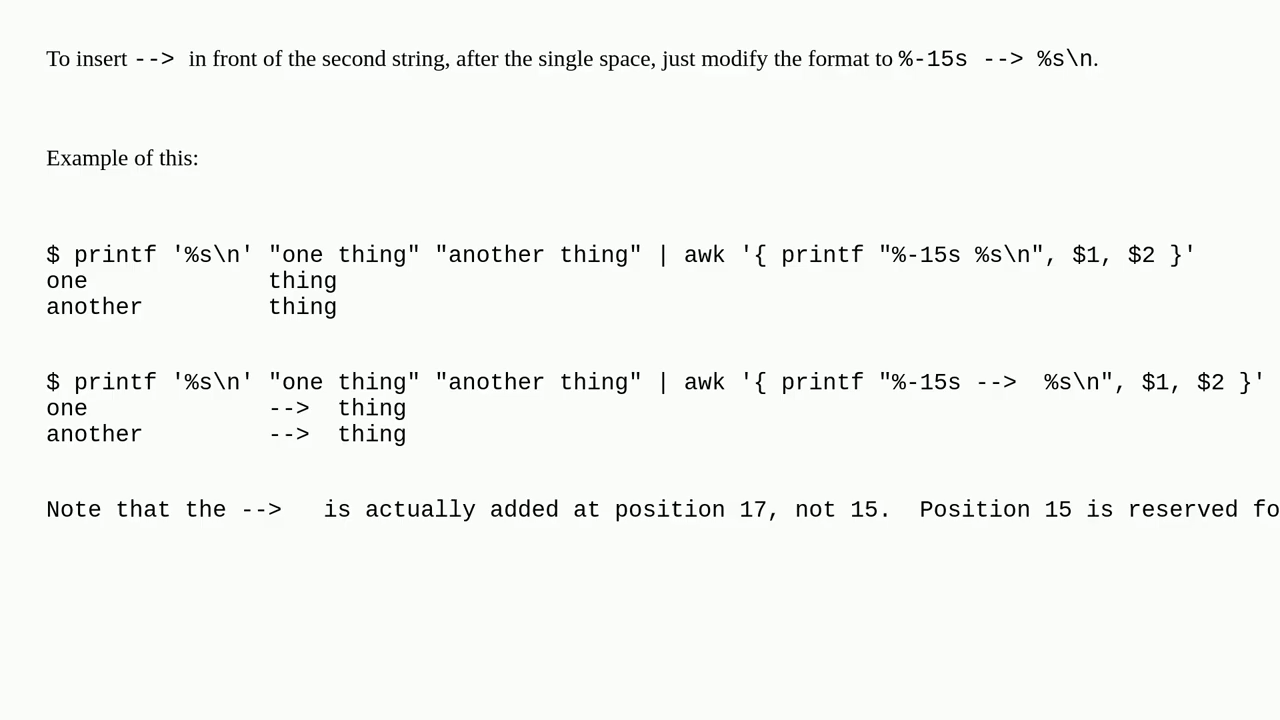 To insert --> in front of the second string, after the single space, just modify the format to %-15s --> %s\n.
Example of this:
$ printf '%s\n' "one thing" "another thing" | awk '{ printf "%-15s %s\n", $1, $2 }'
one             thing
another         thing
$ printf '%s\n' "one thing" "another thing" | awk '{ printf "%-15s -->  %s\n", $1, $2 }'
one             -->  thing
another         -->  thing
Note that the -->   is actually added at position 17, not 15.  Position 15 is reserved fo